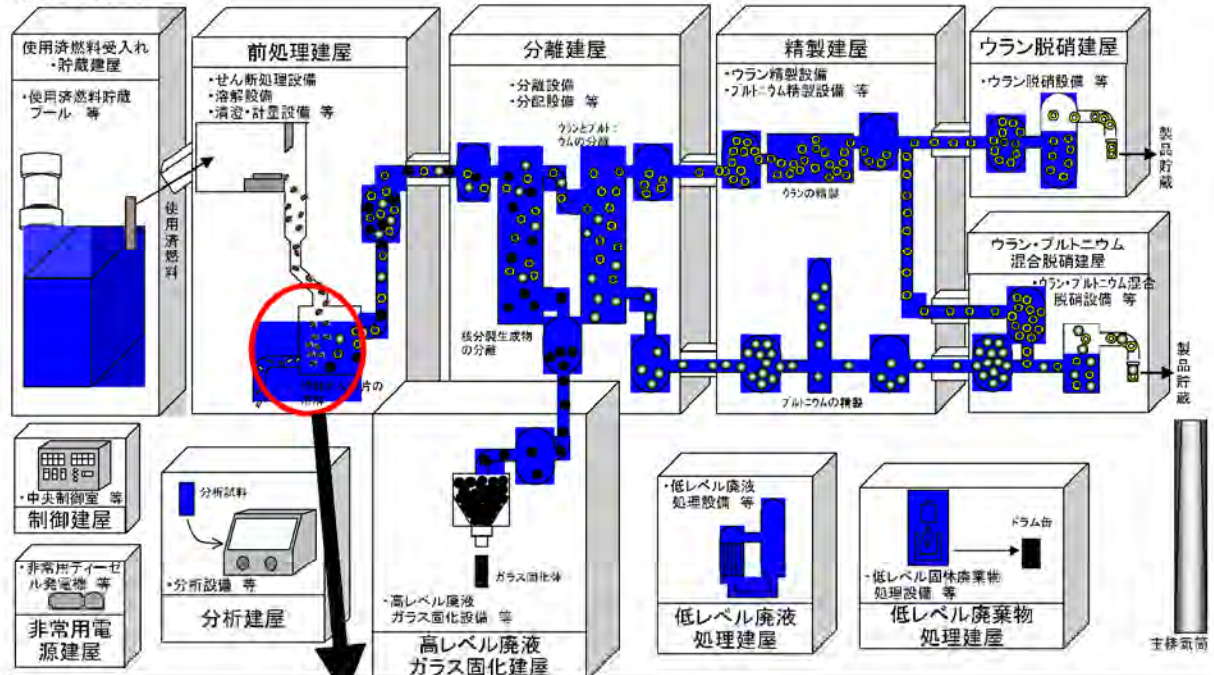 使用済燃料受入れ
・貯蔵建屋
・使用済燃料貯蔵
プール 等
使用済燃料
前処理建屋
・せん断処理設備
・溶解設備
・清澄・計量設備 等
片の
分離建屋
・分離設備
・分配設備 等
ウランとプルトニ
ウムの分離
核分裂生成物
の分離
精製建屋
・ウラン精製設備
・プルトニウム精製設備 等
ウランの精製
プルトニウムの精製
ウラン脱硝建屋
・ウラン脱硝設備 等
製品貯蔵
ウラン・プルトニウム
混合脱硝建屋
・ウラン・プルトニウム混合
脱硝設備 等
製品貯蔵
・中央制御室 等
制御建屋
・非常用ディーゼ
ル発電機 等
非常用電
源建屋
分析試料
・分析設備 等
分析建屋
ガラス固化体
・高レベル廃液
ガラス固化設備 等
高レベル廃液
ガラス固化建屋
・低レベル廃液
処理設備 等
低レベル廃液
処理建屋
ドラム缶
・低レベル固体廃棄物
処理設備 等
低レベル廃棄物
処理建屋
主排気筒